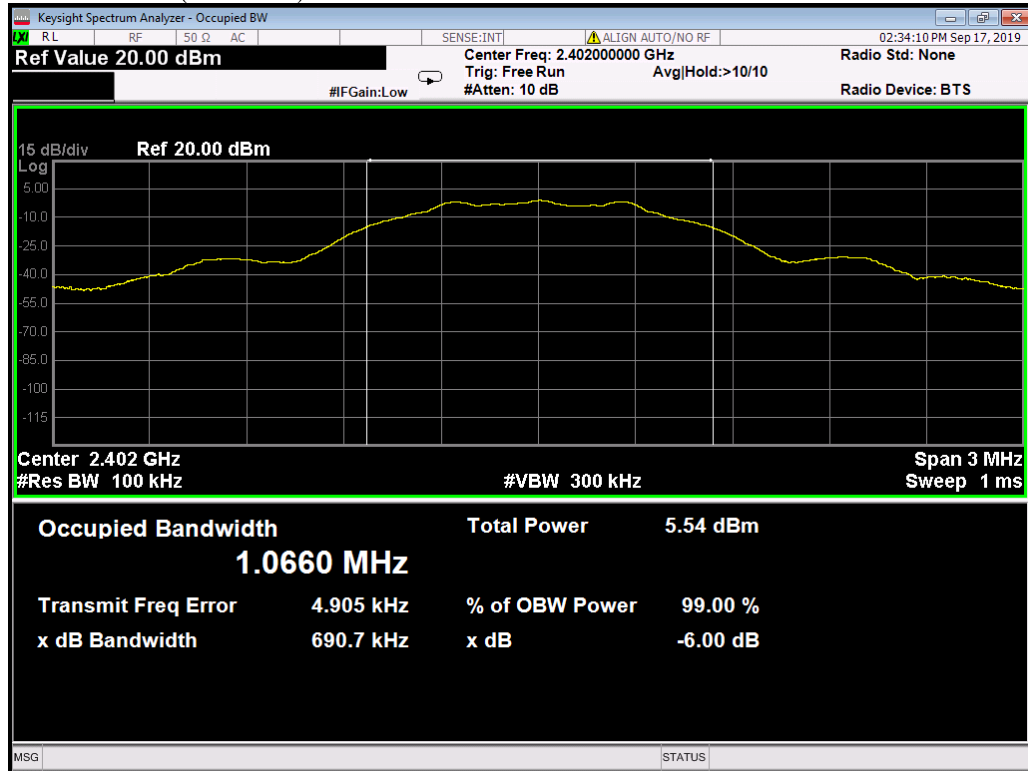 Keysight Spectrum Analyzer - Occupied BW
LXI RL RF 50 Ω AC SENSE:INT ALIGN AUTO/NO RF 02:34:10 PM Sep 17, 2019
Ref Value 20.00 dBm Center Freq: 2.402000000 GHz Radio Std: None
Trig: Free Run Avg|Hold:>10/10
#IFGain:Low #Atten: 10 dB Radio Device: BTS
15 dB/div Ref 20.00 dBm
Log
5.00
-10.0
-25.0
-40.0
-55.0
-70.0
-85.0
-100
-115
Center 2.402 GHz Span 3 MHz
#Res BW 100 kHz #VBW 300 kHz Sweep 1 ms
Occupied Bandwidth Total Power 5.54 dBm
1.0660 MHz
Transmit Freq Error 4.905 kHz % of OBW Power 99.00 %
x dB Bandwidth 690.7 kHz x dB -6.00 dB
MSG STATUS